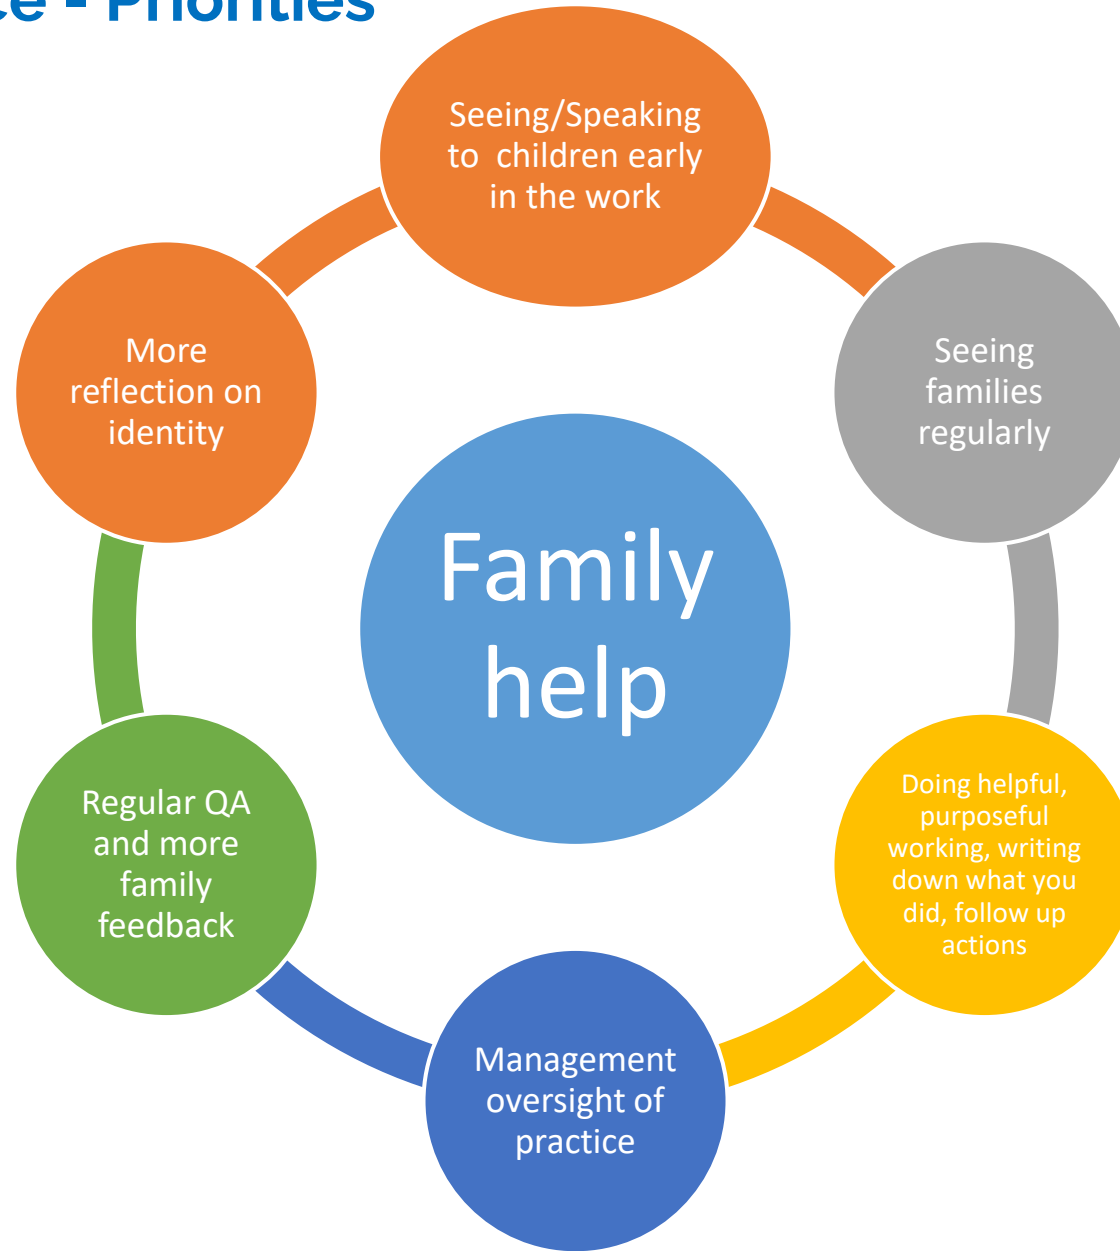 - Priorities
Seeing/Speaking
to children early
in the work
Seeing
families
regularly
Doing helpful,
purposeful
working, writing
down what you
did, follow up
actions
Management
oversight of
practice
Regular QA
and more
family
feedback
More
reflection on
identity
Family
help